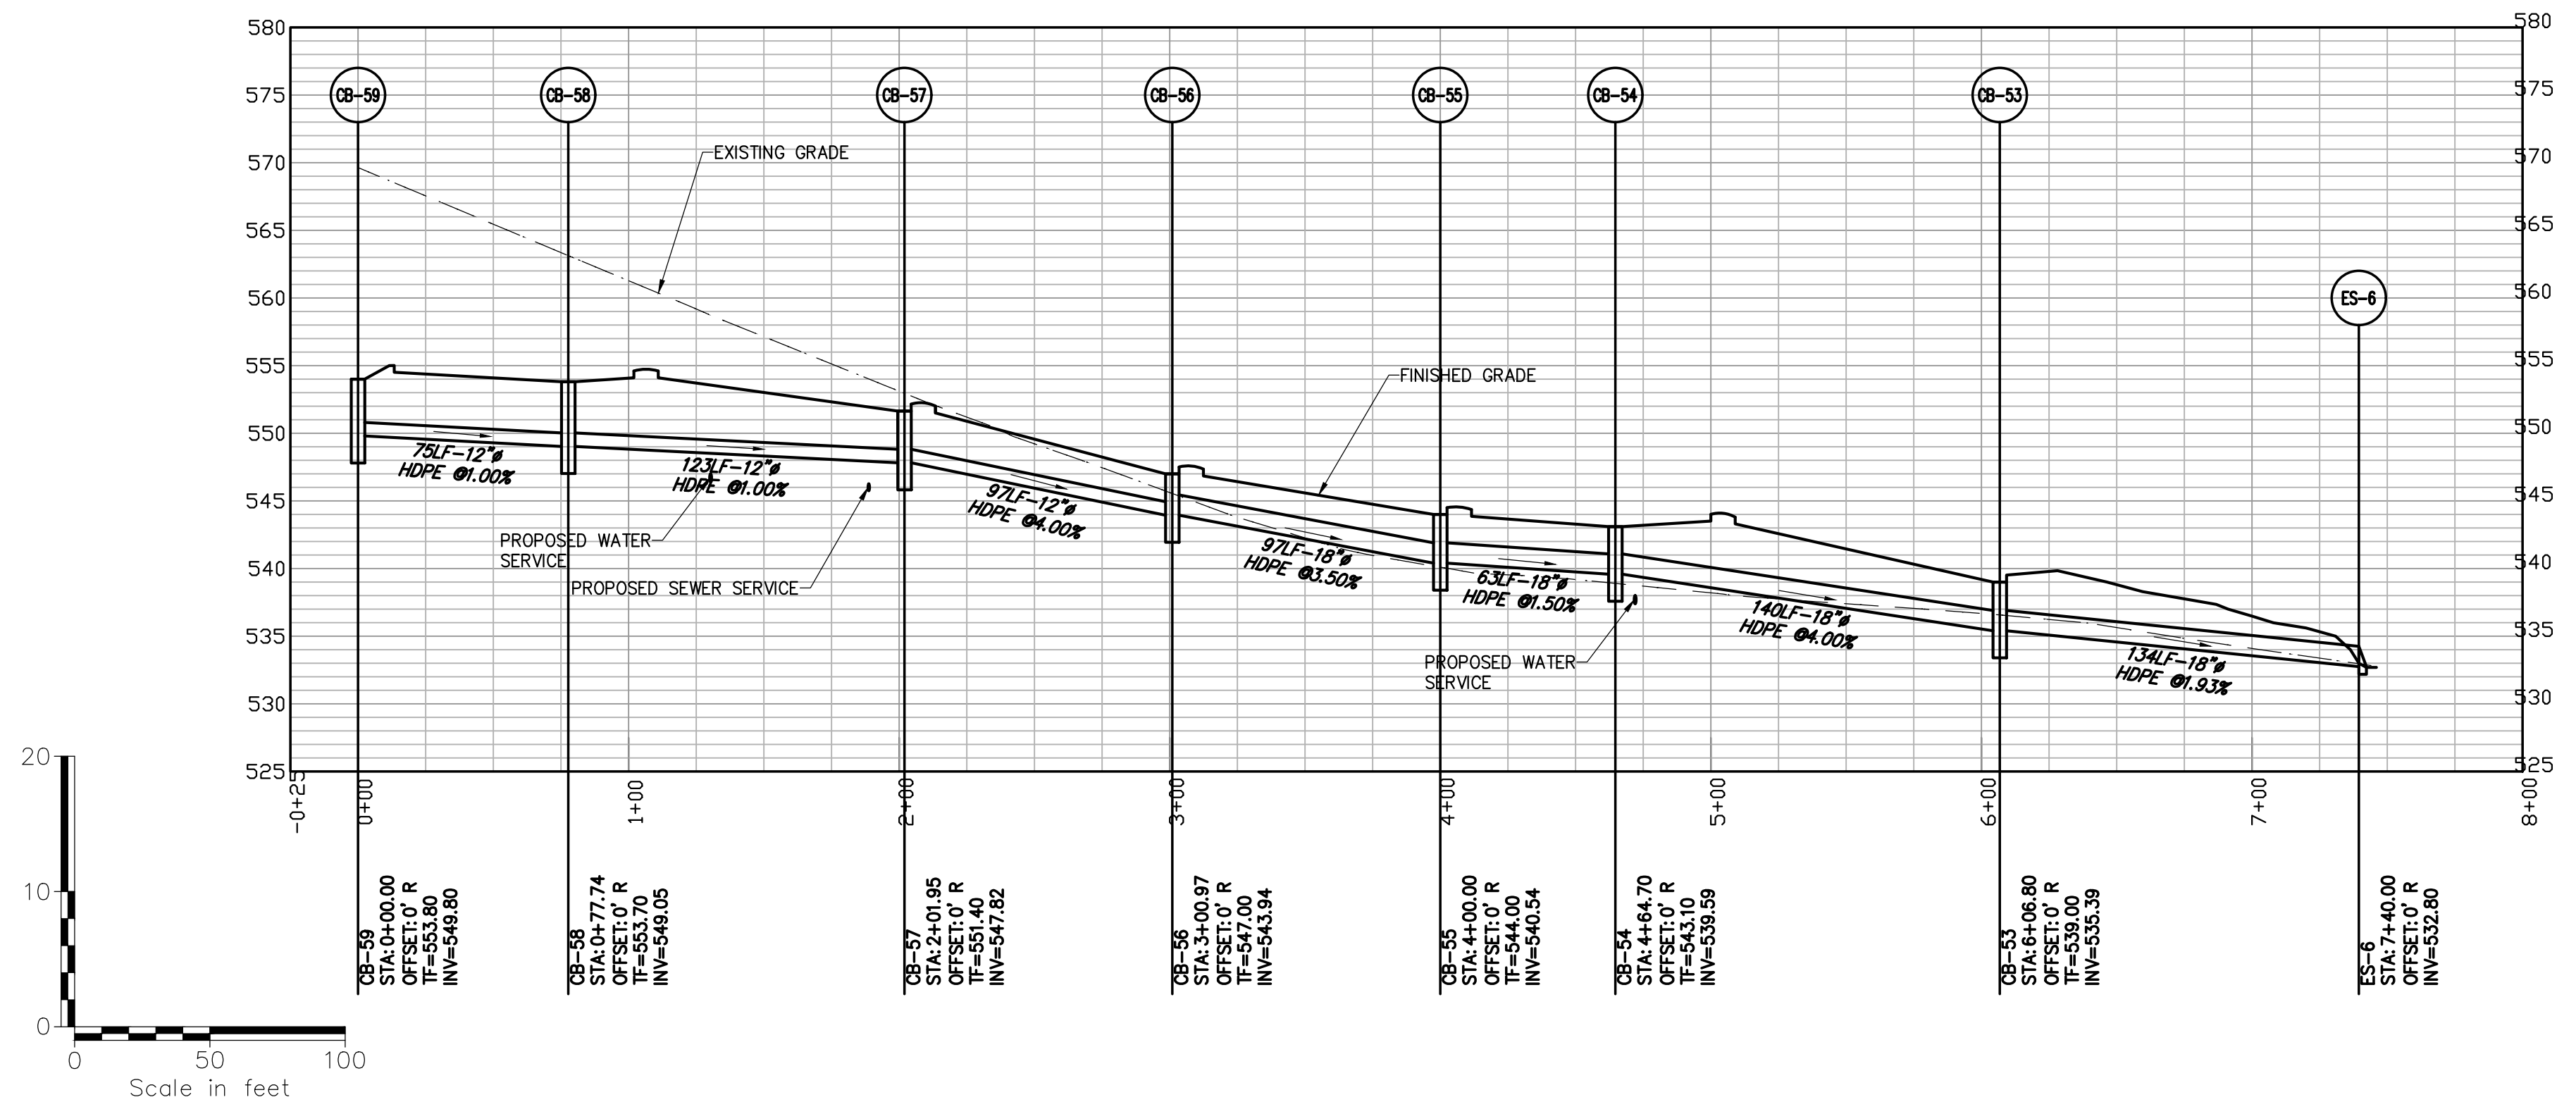 580
575
570
565
560
555
550
545
540
535
530
525
580
575
570
565
560
555
550
545
540
535
530
525
CB-59
CB-58
CB-57
CB-56
CB-55
CB-54
CB-53
ES-6
EXISTING GRADE
FINISHED GRADE
75LF-12"ø
HDPE @1.00%
123LF-12"ø
HDPE @1.00%
97LF-12"ø
HDPE @4.00%
97LF-18"ø
HDPE @3.50%
63LF-18"ø
HDPE @1.50%
140LF-18"ø
HDPE @4.00%
134LF-18"ø
HDPE @1.93%
PROPOSED WATER
SERVICE
PROPOSED SEWER SERVICE
PROPOSED WATER
SERVICE
-0+25
0+00
1+00
2+00
3+00
4+00
5+00
6+00
7+00
8+00
CB-59
STA:0+00.00
OFFSET:0' R
TF=553.80
INV=549.80
CB-58
STA:0+77.74
OFFSET:0' R
TF=553.70
INV=549.05
CB-57
STA:2+01.95
OFFSET:0' R
TF=551.40
INV=547.82
CB-56
STA:3+00.97
OFFSET:0' R
TF=547.00
INV=543.94
CB-55
STA:4+00.00
OFFSET:0' R
TF=544.00
INV=540.54
CB-54
STA:4+64.70
OFFSET:0' R
TF=543.10
INV=539.59
CB-53
STA:6+06.80
OFFSET:0' R
TF=539.00
INV=535.39
ES-6
STA:7+40.00
OFFSET:0' R
INV=532.80
20
10
0
0
50
100
Scale in feet